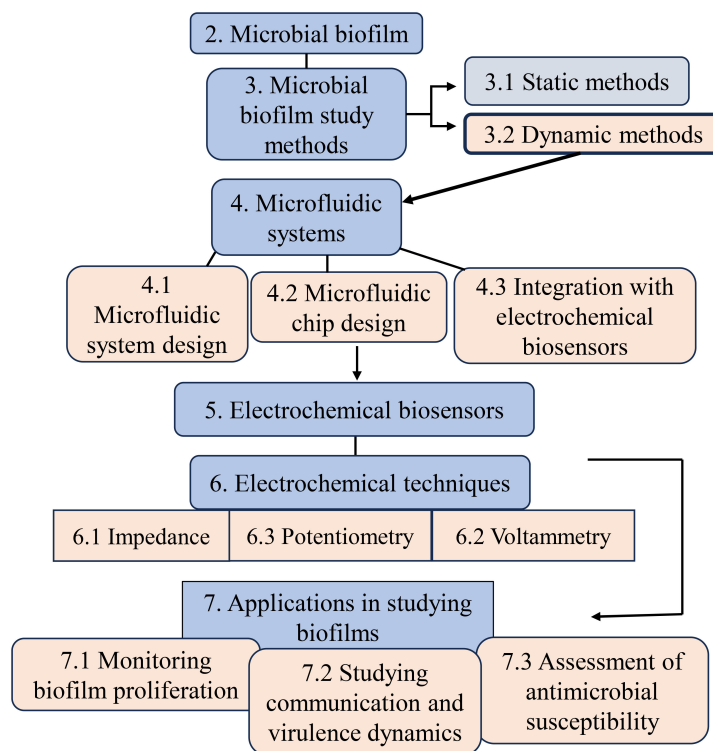 2. Microbial biofilm
3. Microbial
biofilm study
methods
3.1 Static methods
3.2 Dynamic methods
4. Microfluidic
systems
4.1
Microfluidic
system design
4.2 Microfluidic
chip design
4.3 Integration with
electrochemical
biosensors
5. Electrochemical biosensors
6. Electrochemical techniques
6.1 Impedance
6.3 Potentiometry
6.2 Voltammetry
7. Applications in studying
biofilms
7.1 Monitoring
biofilm proliferation
7.2 Studying
communication and
virulence dynamics
7.3 Assessment of
antimicrobial
susceptibility